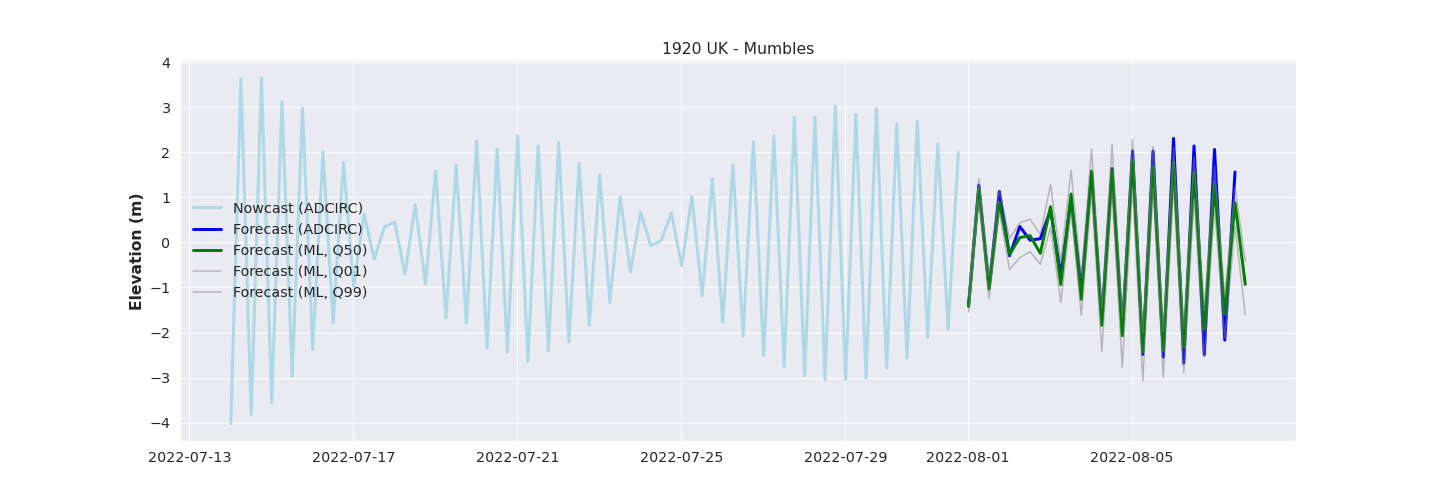 1920 UK - Mumbles
Elevation (m)
4
3
2
1
0
−1
−2
−3
−4
Nowcast (ADCIRC)
Forecast (ADCIRC)
Forecast (ML, Q50)
Forecast (ML, Q01)
Forecast (ML, Q99)
2022-07-13 2022-07-17 2022-07-21 2022-07-25 2022-07-29 2022-08-01 2022-08-05